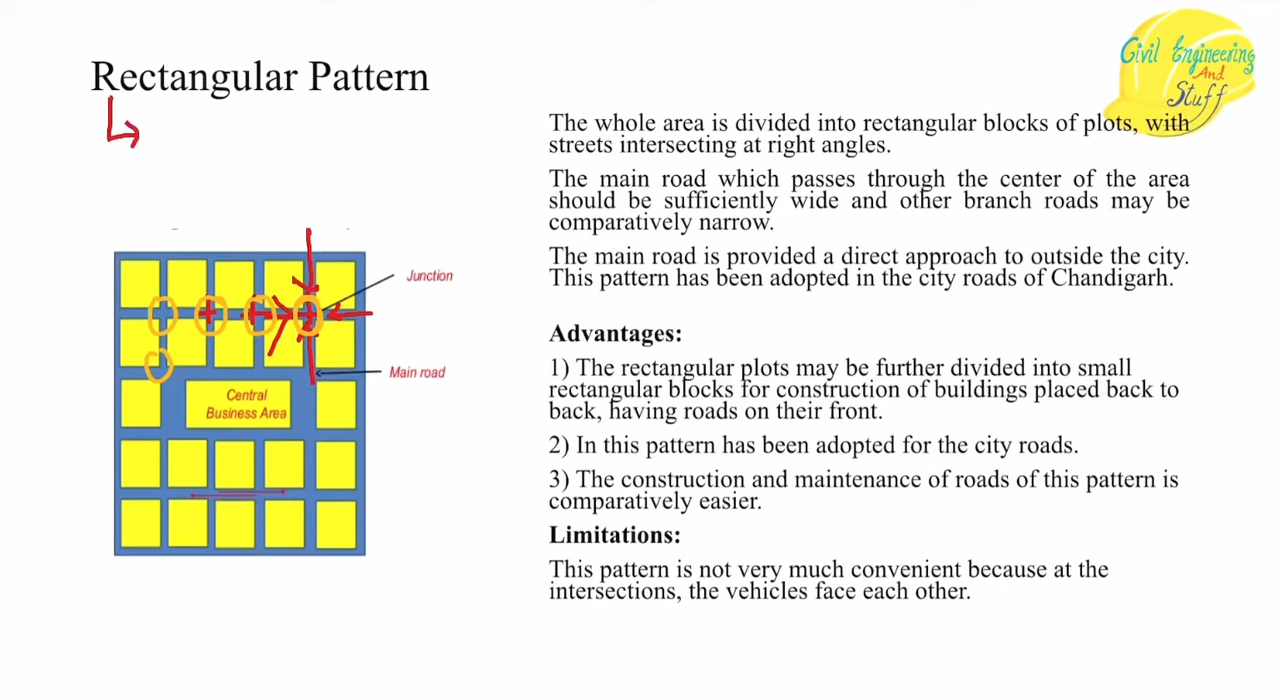 Rectangular Pattern
Civil Engineering
And
Stuff
The whole area is divided into rectangular blocks of plots, with
streets intersecting at right angles.
The main road which passes through the center of the area
should be sufficiently wide and other branch roads may be
comparatively narrow.
The main road is provided a direct approach to outside the city.
This pattern has been adopted in the city roads of Chandigarh.
Junction
Main road
Central
Business Area
Advantages:
1) The rectangular plots may be further divided into small
rectangular blocks for construction of buildings placed back to
back, having roads on their front.
2) In this pattern has been adopted for the city roads.
3) The construction and maintenance of roads of this pattern is
comparatively easier.
Limitations:
This pattern is not very much convenient because at the
intersections, the vehicles face each other.